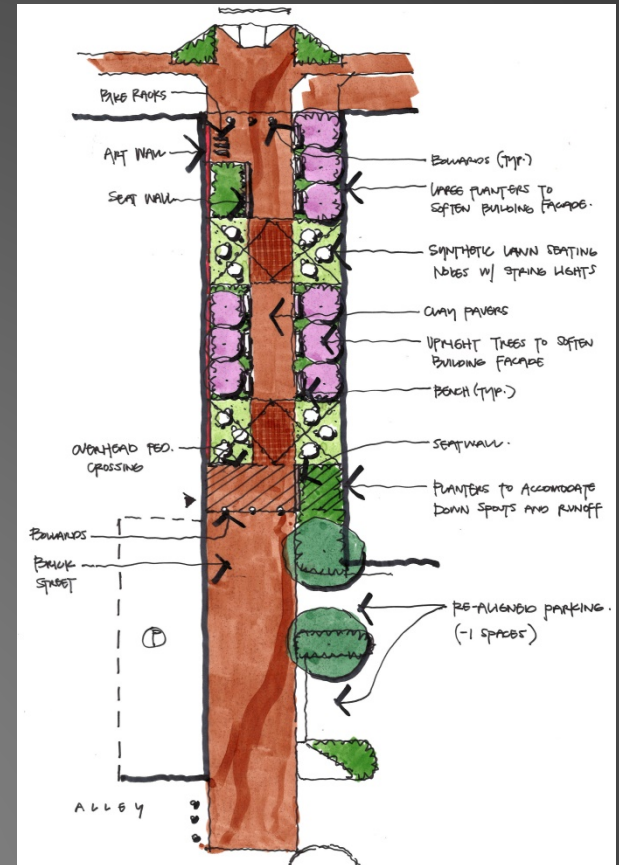 BIKE RACKS
ART WALL
SEAT WALL
BOLLARDS (TYP.)
LARGE PLANTERS TO
SOFTEN BUILDING FACADE.
SYNTHETIC LAWN SEATING
NODES W/ STRING LIGHTS
CLAY PAVERS
UPRIGHT TREES TO SOFTEN
BUILDING FACADE
BENCH (TYP.)
OVERHEAD PED.
CROSSING
SEATWALL.
PLANTERS TO ACCOMODATE
DOWN SPOUTS AND RUNOFF
BOLLARDS
BRICK
STREET
RE-ALIGNED PARKING.
(-1 SPACES)
P
ALLEY